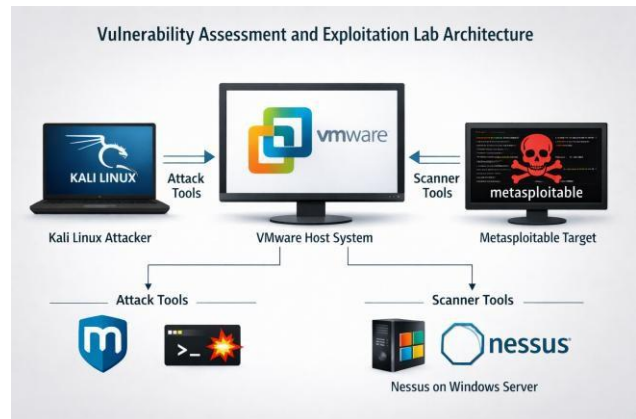 Vulnerability Assessment and Exploitation Lab Architecture
KALI LINUX
Attack
Tools
vmware
Scanner
Tools
metasploitable
Kali Linux Attacker
VMware Host System
Metasploitable Target
Attack Tools
Scanner Tools
m
>_
nessus
Nessus on Windows Server